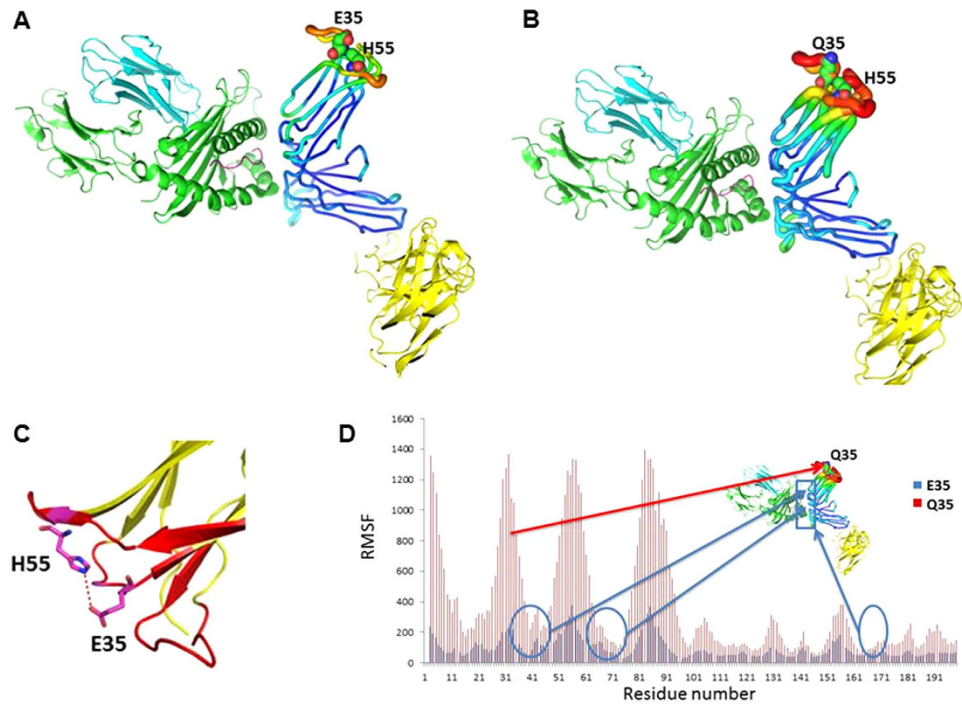 A
E35
H55
B
Q35
H55
C
H55
E35
D
1600
1400
1200
1000
800
600
400
200
0
RMSF
Q35
E35
Q35
1 11 21 31 41 51 61 71 81 91 101 111 121 131 141 151 161 171 181 191
Residue number